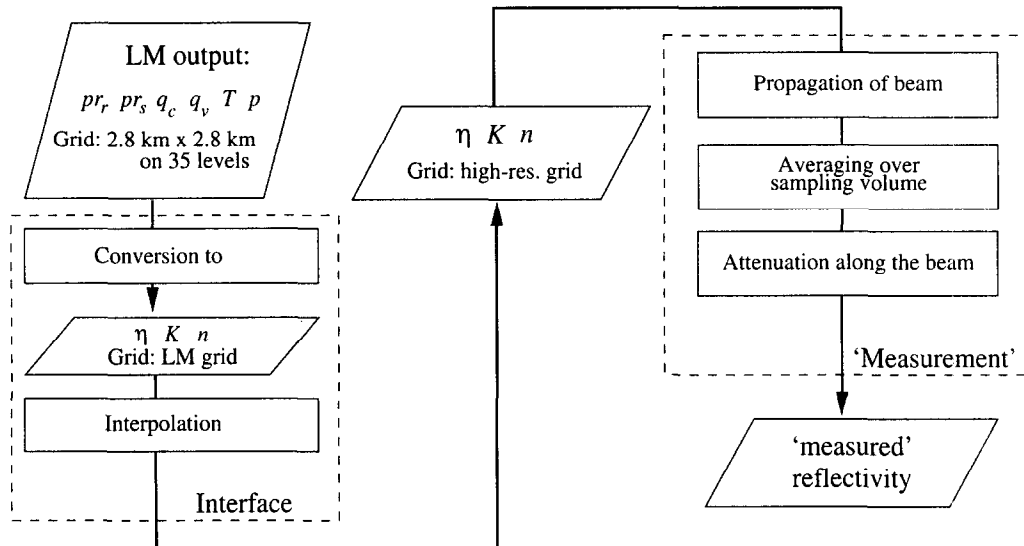 LM output:
pr_r pr_s q_c q_v T p
Grid: 2.8 km x 2.8 km
on 35 levels
Conversion to
η K n
Grid: LM grid
Interpolation
Interface
η K n
Grid: high-res. grid
Propagation of beam
Averaging over
sampling volume
Attenuation along the beam
'Measurement'
'measured'
reflectivity